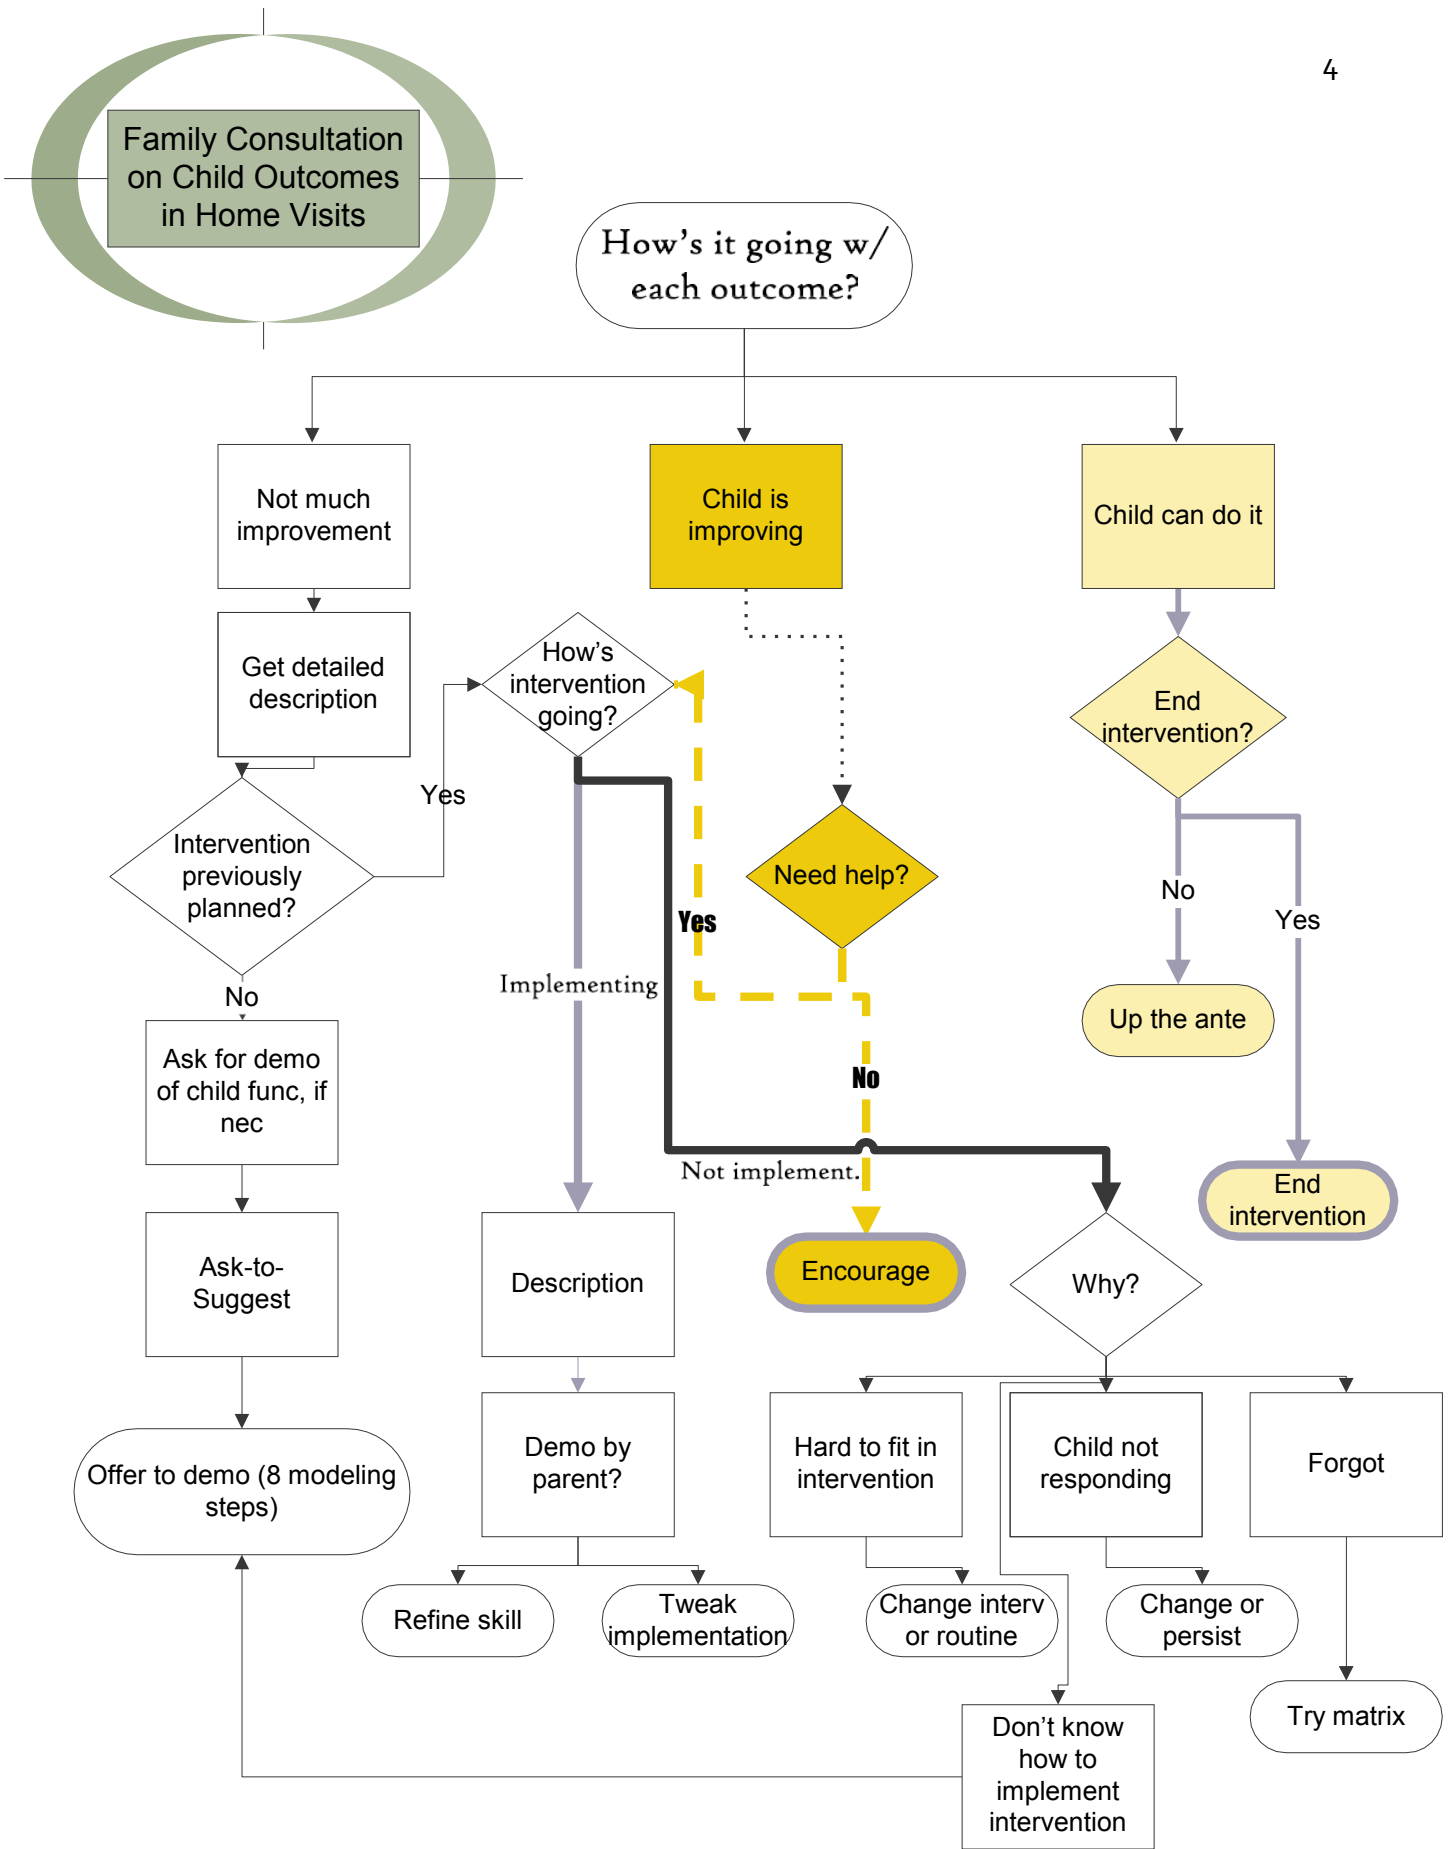 4
Family Consultation
on Child Outcomes
in Home Visits
How's it going w/
each outcome?
Not much
improvement
Child is
improving
Child can do it
Get detailed
description
How's
intervention
going?
End
intervention?
Yes
Intervention
previously
planned?
Need help?
No
Yes
Yes
Implementing
No
Up the ante
Ask for demo
of child func, if
nec
No
Not implement.
End
intervention
Ask-to-
Suggest
Description
Encourage
Why?
Offer to demo (8 modeling
steps)
Demo by
parent?
Hard to fit in
intervention
Child not
responding
Forgot
Refine skill
Tweak
implementation
Change interv
or routine
Change or
persist
Try matrix
Don't know
how to
implement
intervention